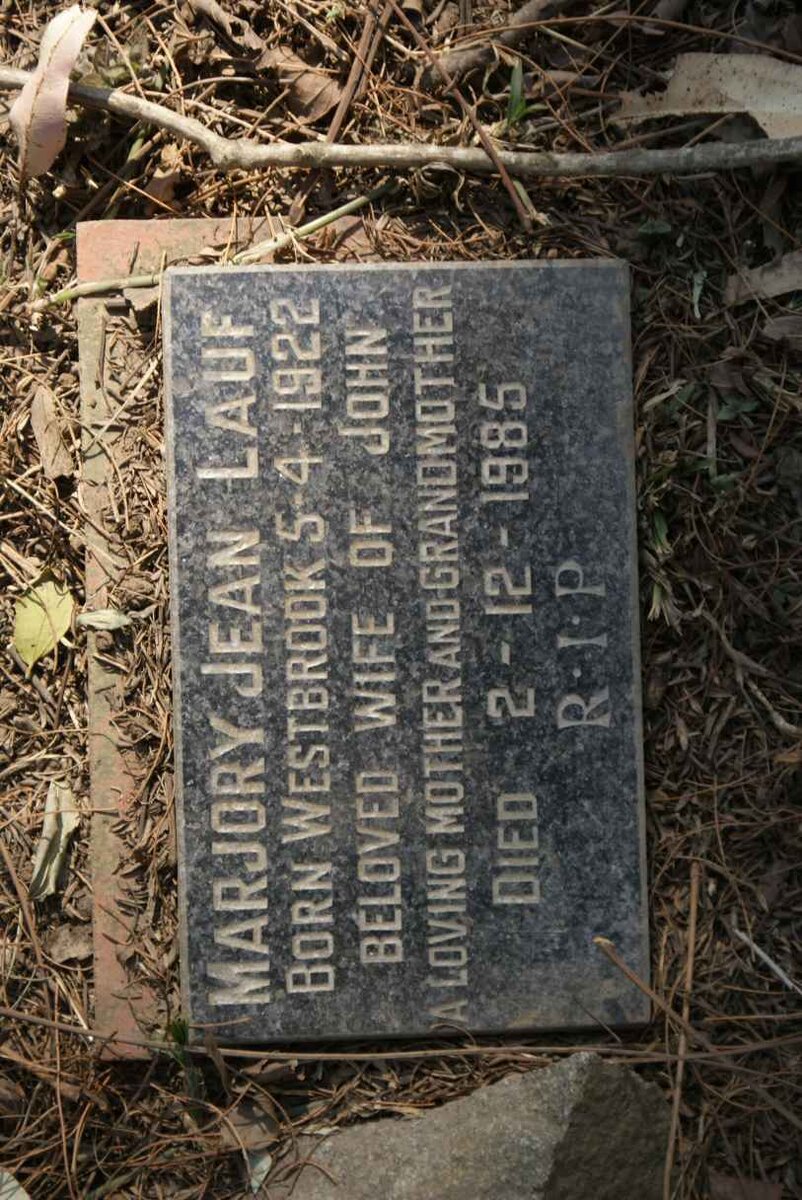 MARJORY JEAN LAUF
BORN WESTBROOK 5-4-1922
BELOVED WIFE OF JOHN
A LOVING MOTHER AND GRANDMOTHER
DIED 2-12-1985
R·I·P